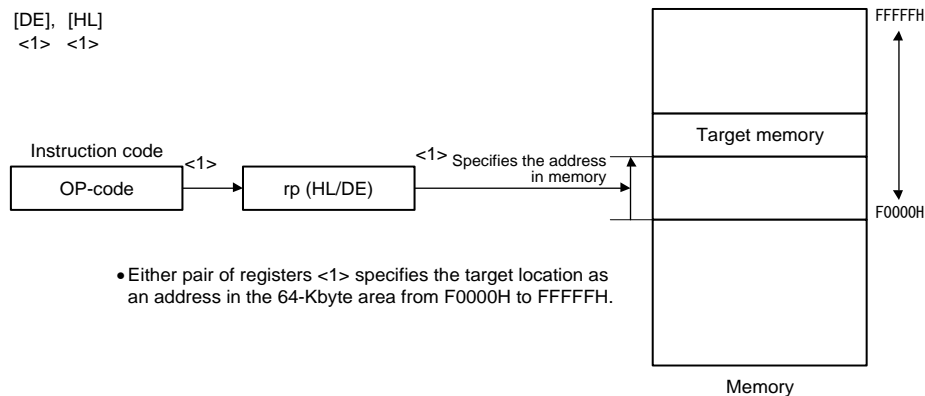 [DE], [HL]
<1> <1>
FFFFFH
Target memory
Instruction code
<1>
<1>
Specifies the address
in memory
OP-code
rp (HL/DE)
F0000H
• Either pair of registers <1> specifies the target location as
an address in the 64-Kbyte area from F0000H to FFFFFH.
Memory